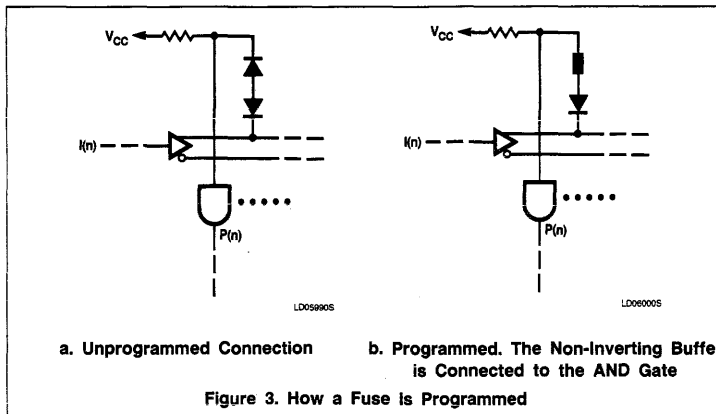 VCC
I(n)
P(n)
LD05990S
a. Unprogrammed Connection
VCC
I(n)
P(n)
LD06000S
b. Programmed. The Non-Inverting Buffe
is Connected to the AND Gate
Figure 3. How a Fuse is Programmed